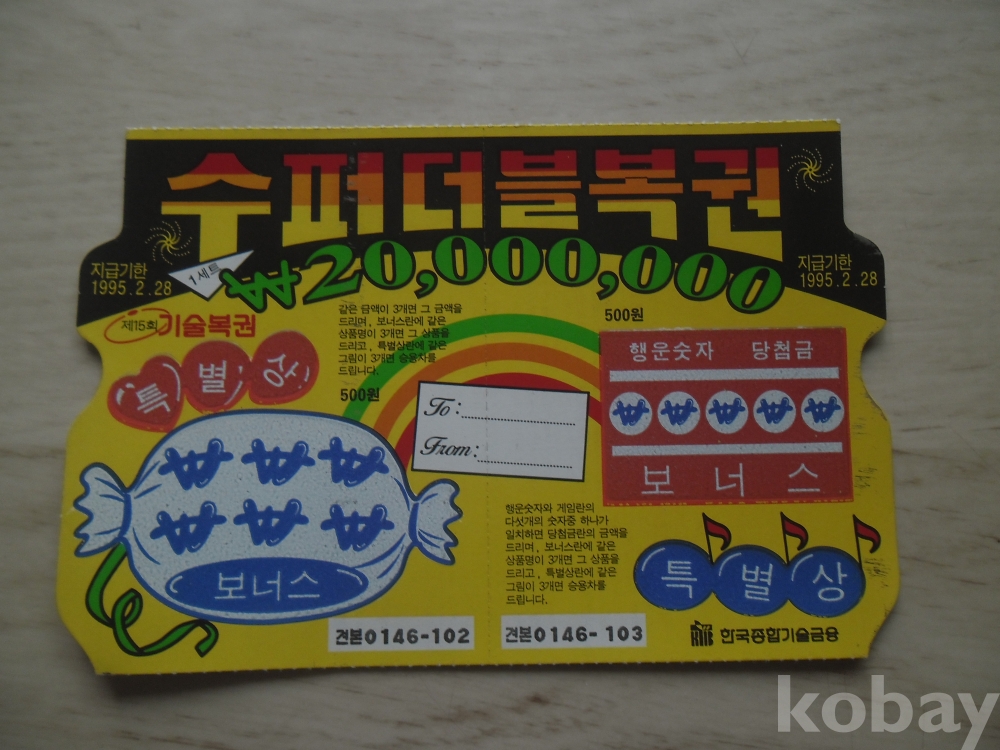 수퍼더블복권
₩20,000,000
지급기한
1995.2.28
1세트
지급기한
1995.2.28
제15회 기술복권
같은 금액이 3개면 그 금액을
드리며, 보너스란에 같은
상품명이 3개면 그 상품을
드리고, 특별상란에 같은
그림이 3개면 승용차를
드립니다.
500원
특별상
₩ ₩ ₩
₩ ₩ ₩
보너스
To:
From:
500원
행운숫자 당첨금
₩ ₩ ₩ ₩ ₩
보너스
행운숫자와 게임란의
다섯개의 숫자중 하나가
일치하면 당첨금란의 금액을
드리며, 보너스란에 같은
상품명이 3개면 그 상품을
드리고, 특별상란에 같은
그림이 3개면 승용차를
드립니다.
특별상
견본0146-102
견본0146-103
한국종합기술금융
kobay